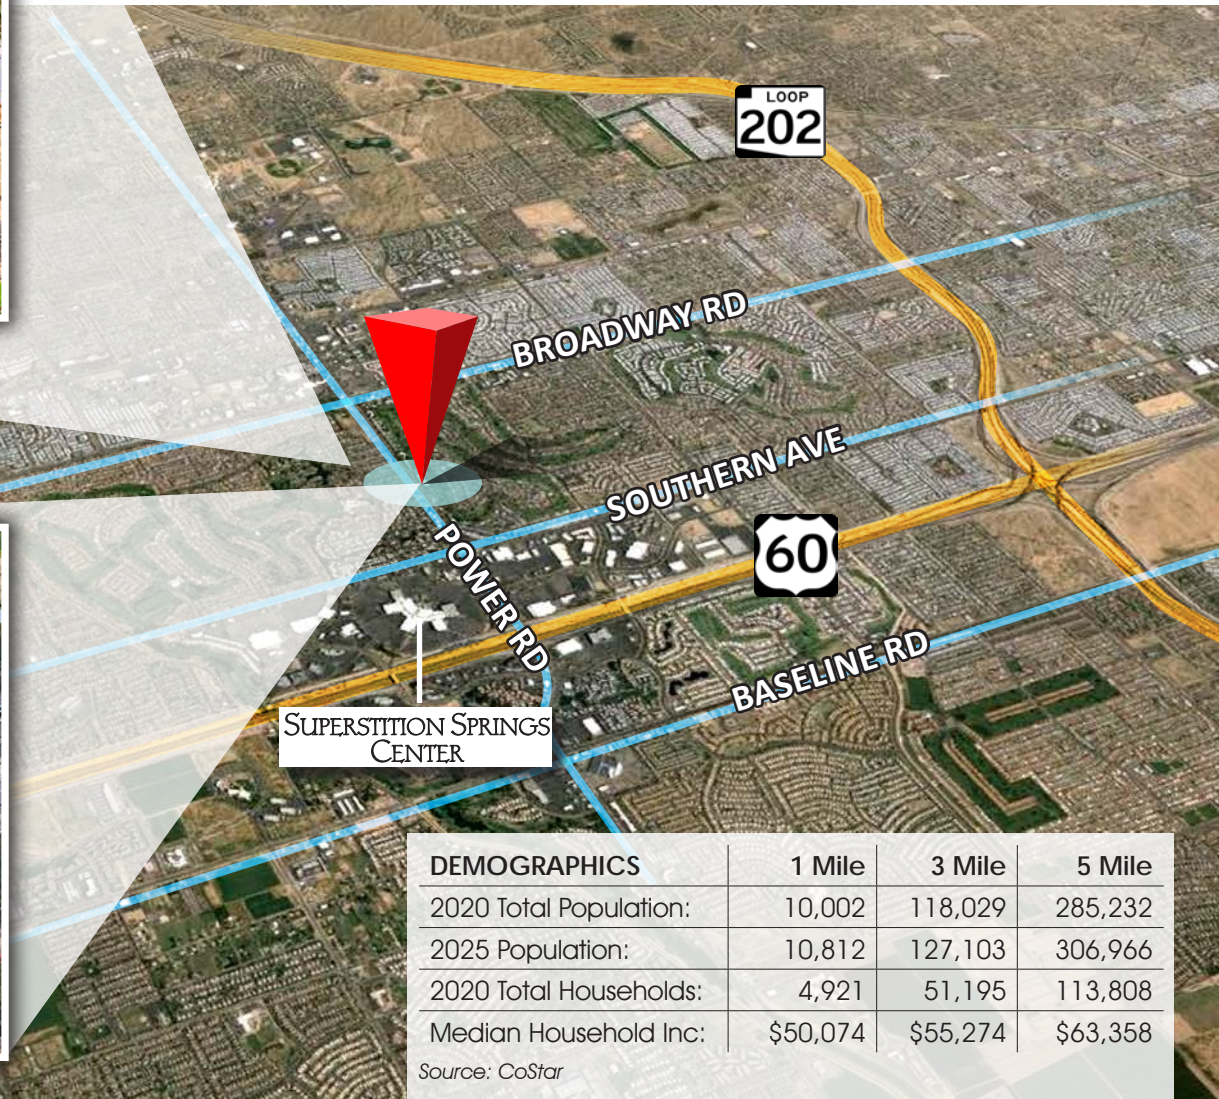 LOOP
202
BROADWAY RD
SOUTHERN AVE
60
POWER RD
BASELINE RD
SUPERSTITION SPRINGS
CENTER
DEMOGRAPHICS 1 Mile 3 Mile 5 Mile
2020 Total Population: 10,002 118,029 285,232
2025 Population: 10,812 127,103 306,966
2020 Total Households: 4,921 51,195 113,808
Median Household Inc: $50,074 $55,274 $63,358
Source: CoStar